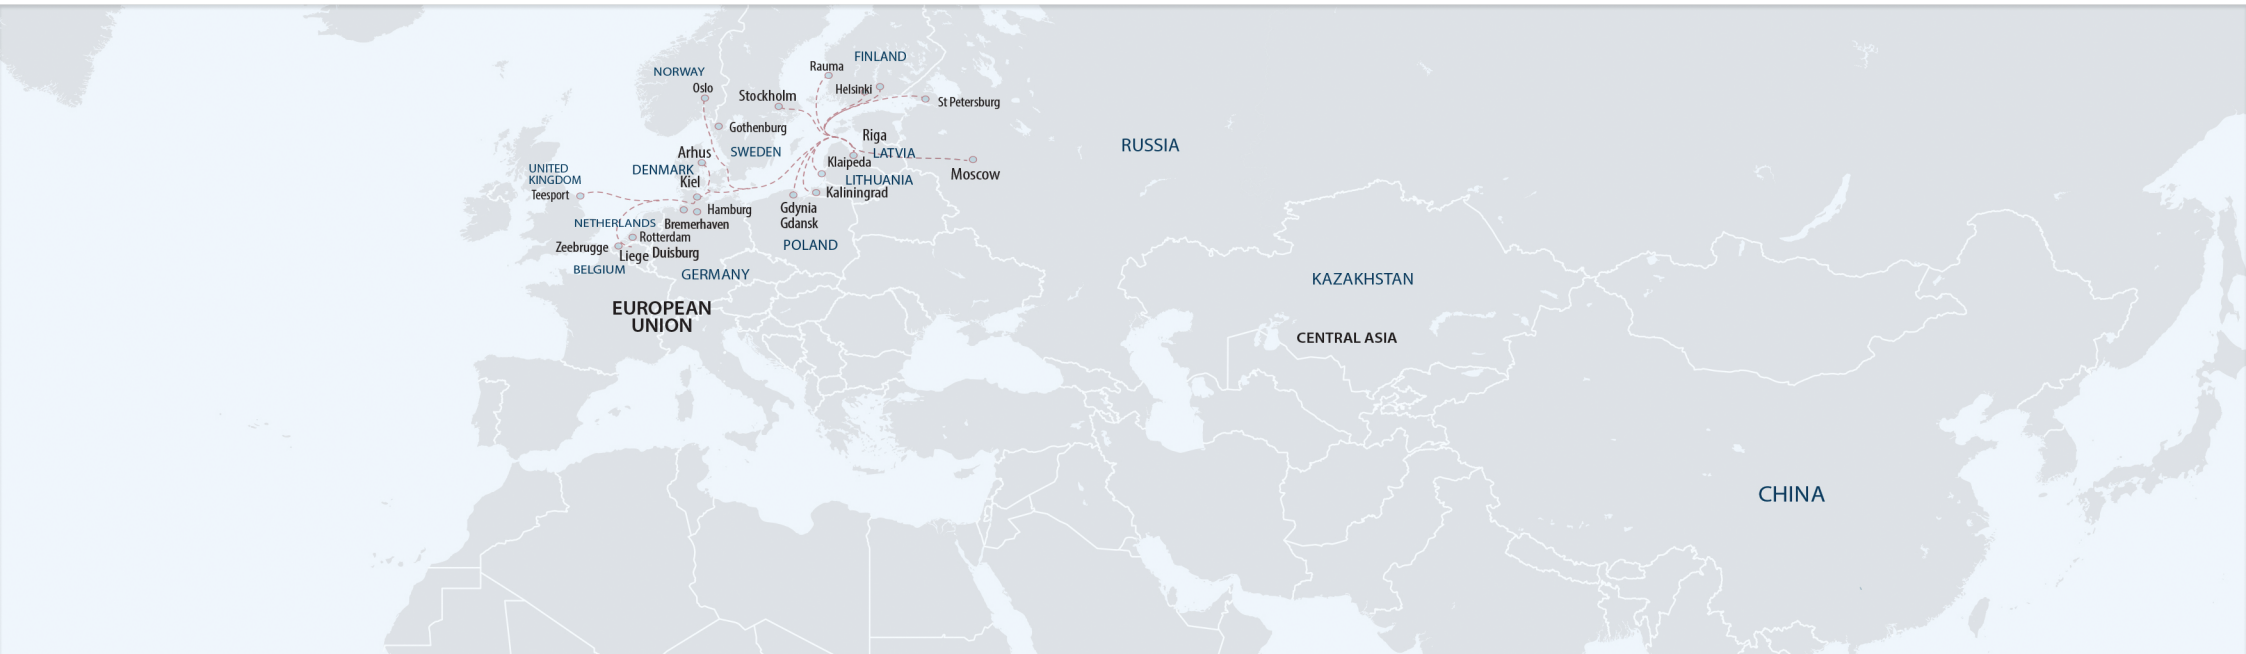 FINLAND
Rauma
NORWAY
Oslo
Helsinki
Stockholm
St Petersburg
Gothenburg
Riga
RUSSIA
Arhus
SWEDEN
LATVIA
Klaipeda
UNITED
KINGDOM
DENMARK
Moscow
Kiel
LITHUANIA
Teesport
Kaliningrad
Hamburg
Gdynia
Gdansk
NETHERLANDS
Bremerhaven
Rotterdam
Zeebrugge
POLAND
Liege
Duisburg
BELGIUM
GERMANY
KAZAKHSTAN
EUROPEAN
UNION
CENTRAL ASIA
CHINA